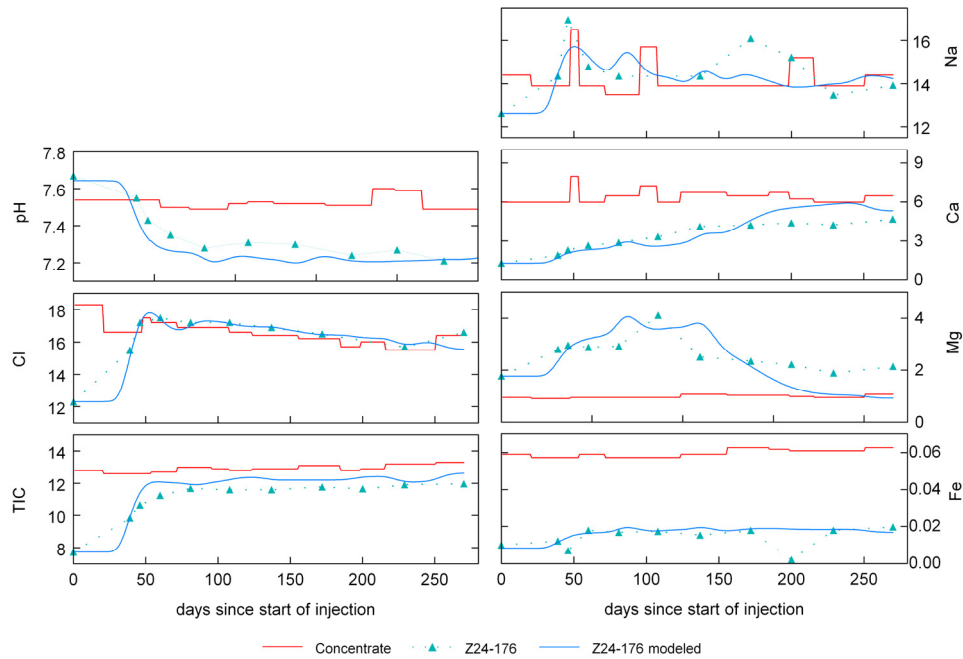 7.8
7.6
7.4
7.2
pH
18
16
14
12
Cl
14
12
10
8
TIC
0 50 100 150 200 250
days since start of injection
16
14
12
Na
9
6
3
0
Ca
4
2
0
Mg
0.06
0.04
0.02
0.00
Fe
0 50 100 150 200 250
days since start of injection
Concentrate Z24-176 Z24-176 modeled